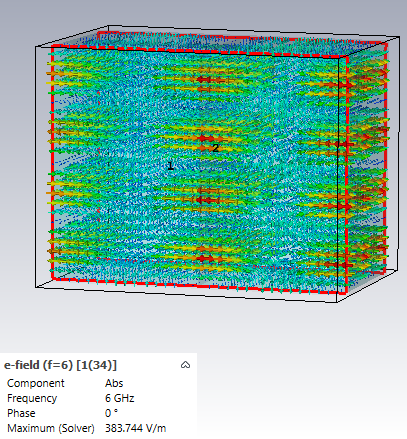 2
1
e-field (f=6) [1(34)]
Component Abs
Frequency 6 GHz
Phase 0 °
Maximum (Solver) 383.744 V/m